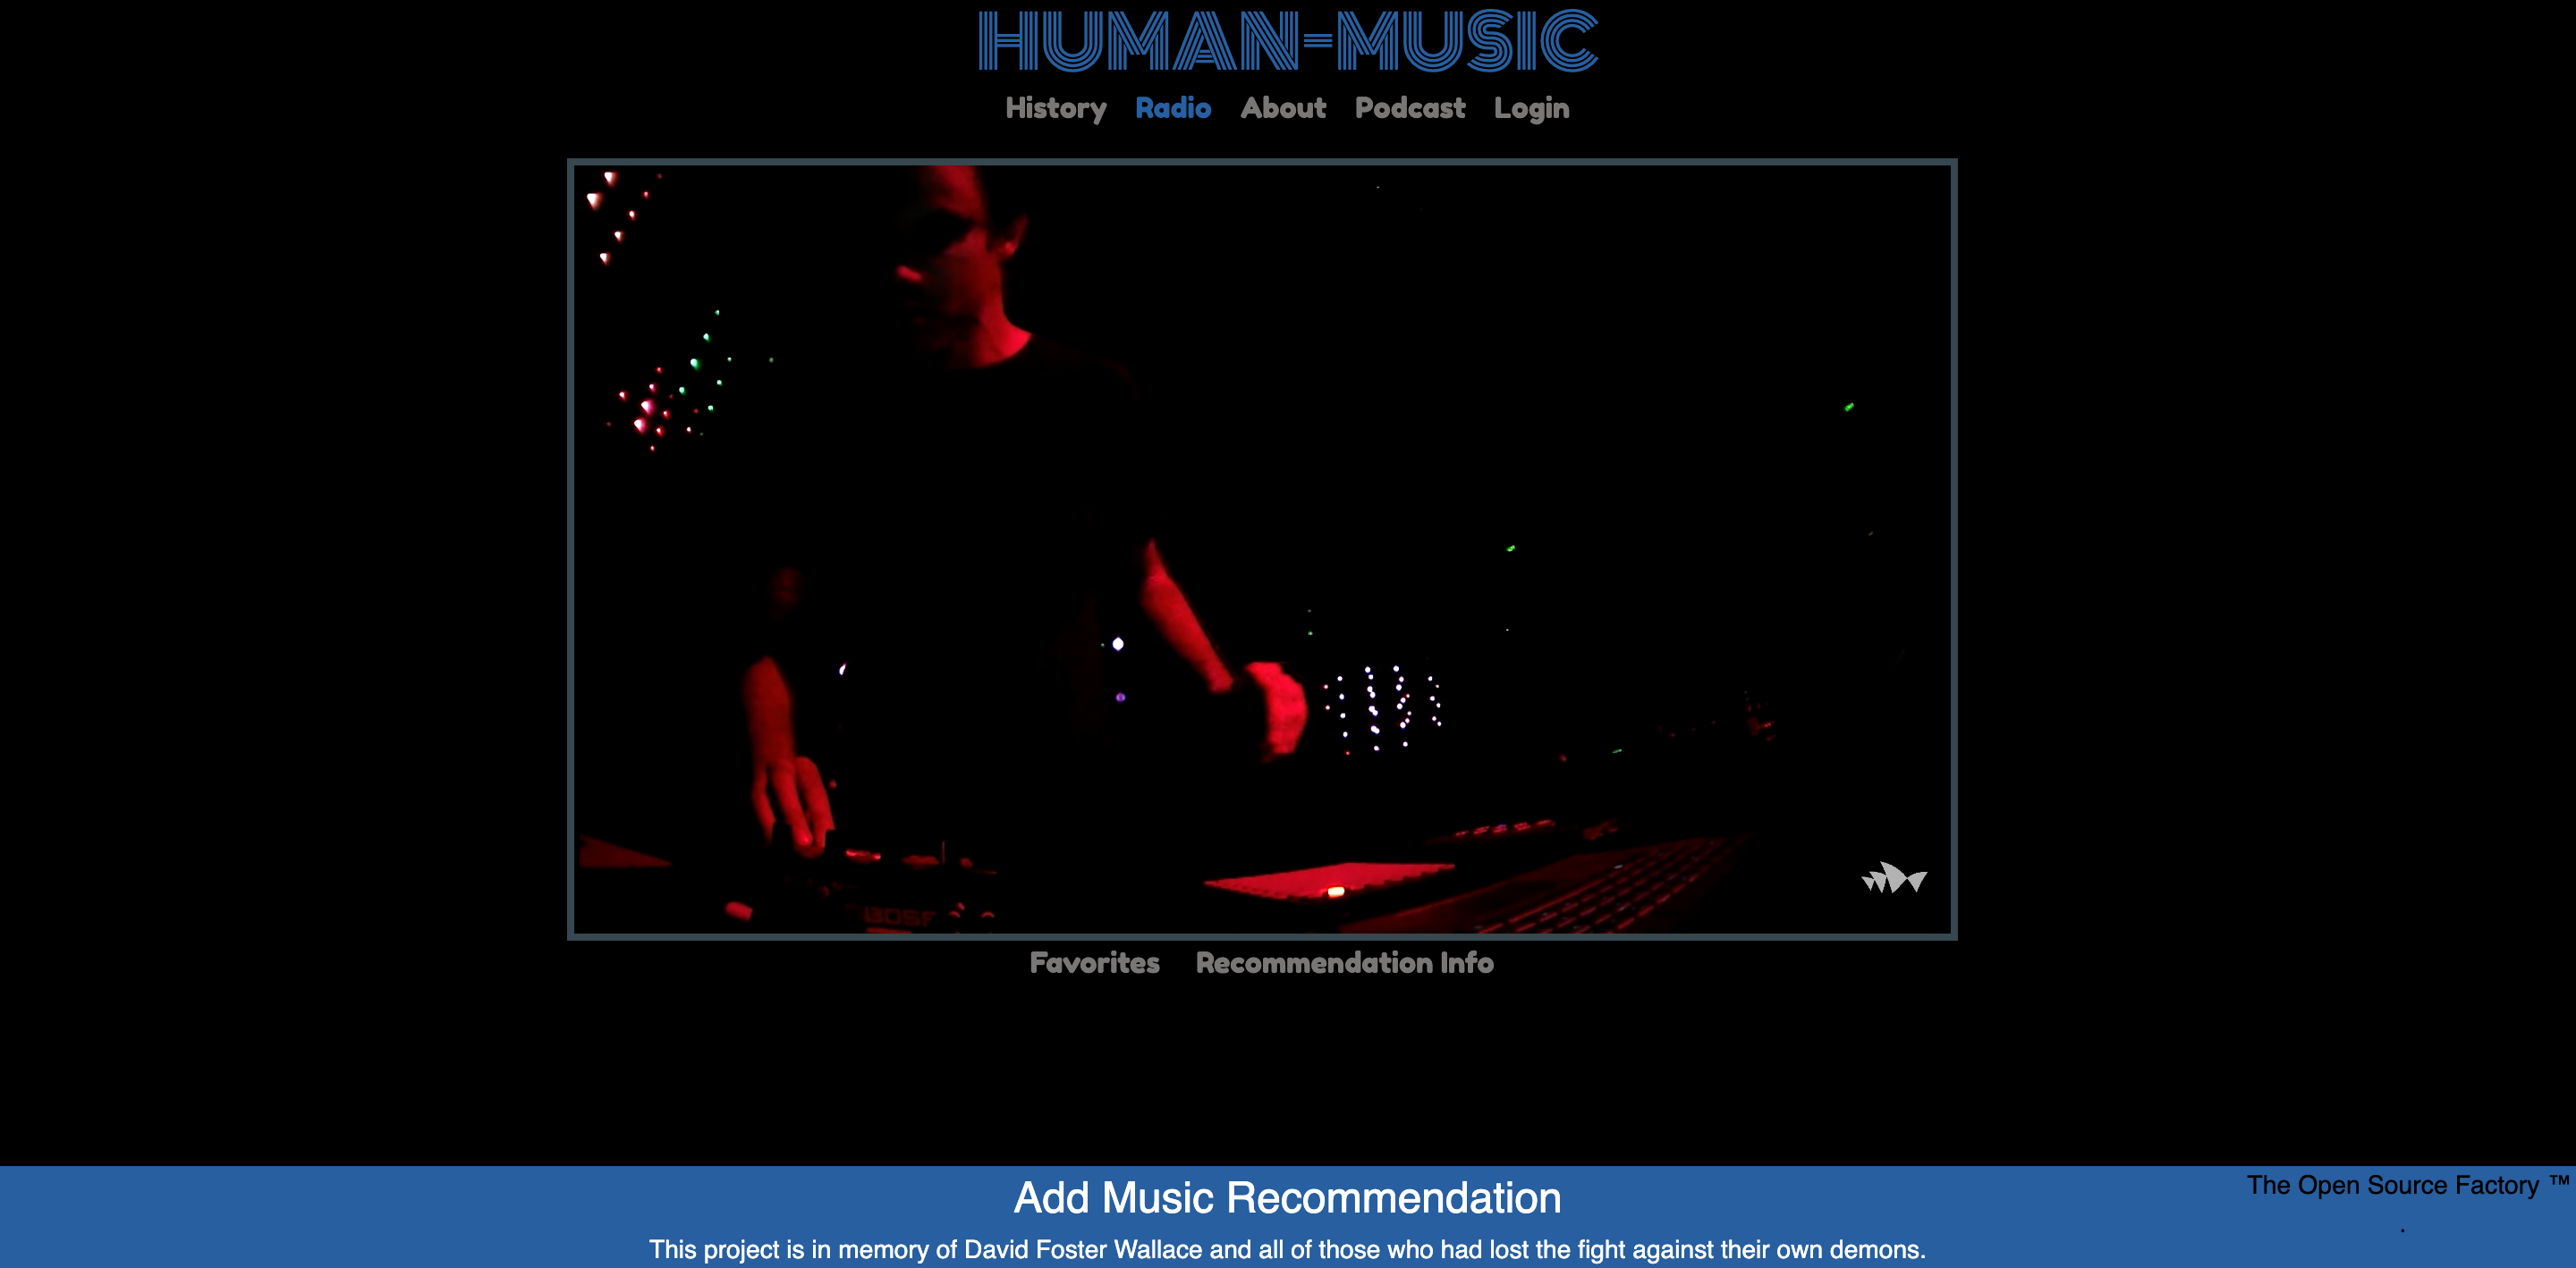 HUMAN-MUSIC
History Radio About Podcast Login
BOSS
Favorites Recommendation Info
Add Music Recommendation
The Open Source Factory ™
.
This project is in memory of David Foster Wallace and all of those who had lost the fight against their own demons.